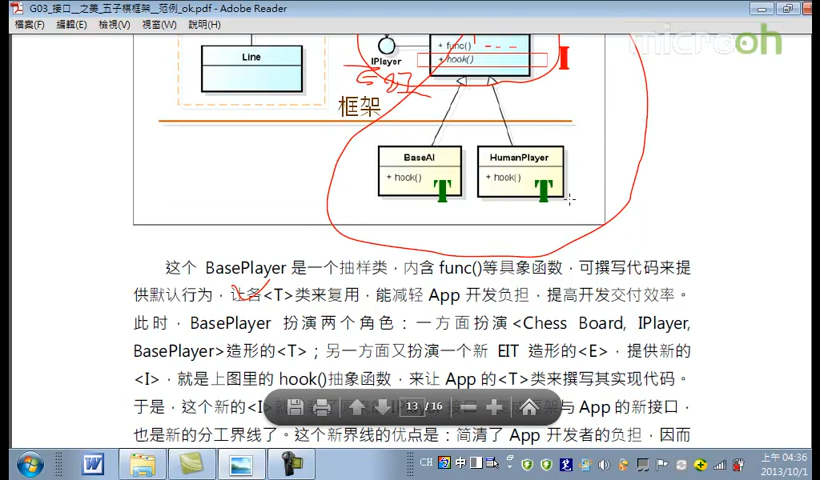 G03_接口__之美_五子棋框架__范例_ok.pdf - Adobe Reader
檔案(F) 編輯(E) 檢視(V) 視窗(W) 說明(H)
microoh
+ func()
IPlayer
+ hook()
I
Line
框架
BaseAI
HumanPlayer
+ hook()
T
+ hook()
T
这个 BasePlayer 是一个抽样类，内含 func()等具象函数，可撰写代码来提
供默认行为，让各<T>类来复用，能减轻 App 开发负担，提高开发交付效率。
此时，BasePlayer 扮演两个角色：一方面扮演<Chess Board, IPlayer,
BasePlayer>造形的<T>；另一方面又扮演一个新 EIT 造形的<E>，提供新的
<I>，就是上图里的 hook()抽象函数，来让 App 的<T>类来撰写其实现代码。
于是，这个新的<I>
与 App 的新接口，
13 / 16
也是新的分工界线了。这个新界线的优点是：简清了 App 开发者的负担，因而
CH 中
上午 04:36
2013/10/1